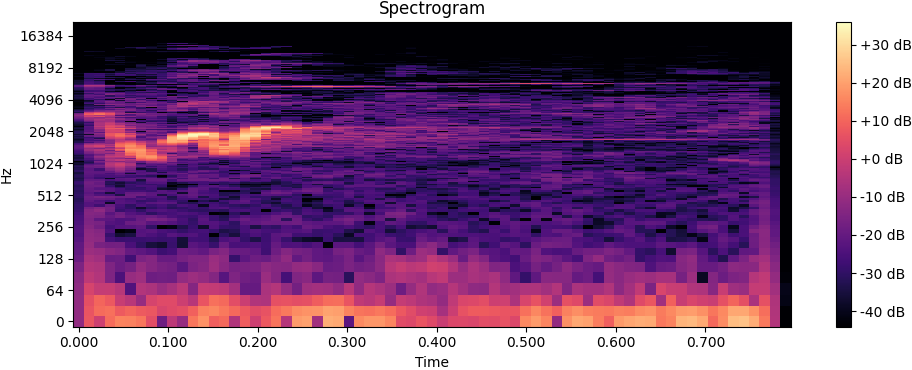 Spectrogram
16384
8192
4096
2048
1024
512
256
128
64
0
Hz
0.000 0.100 0.200 0.300 0.400 0.500 0.600 0.700
Time
+30 dB
+20 dB
+10 dB
+0 dB
-10 dB
-20 dB
-30 dB
-40 dB